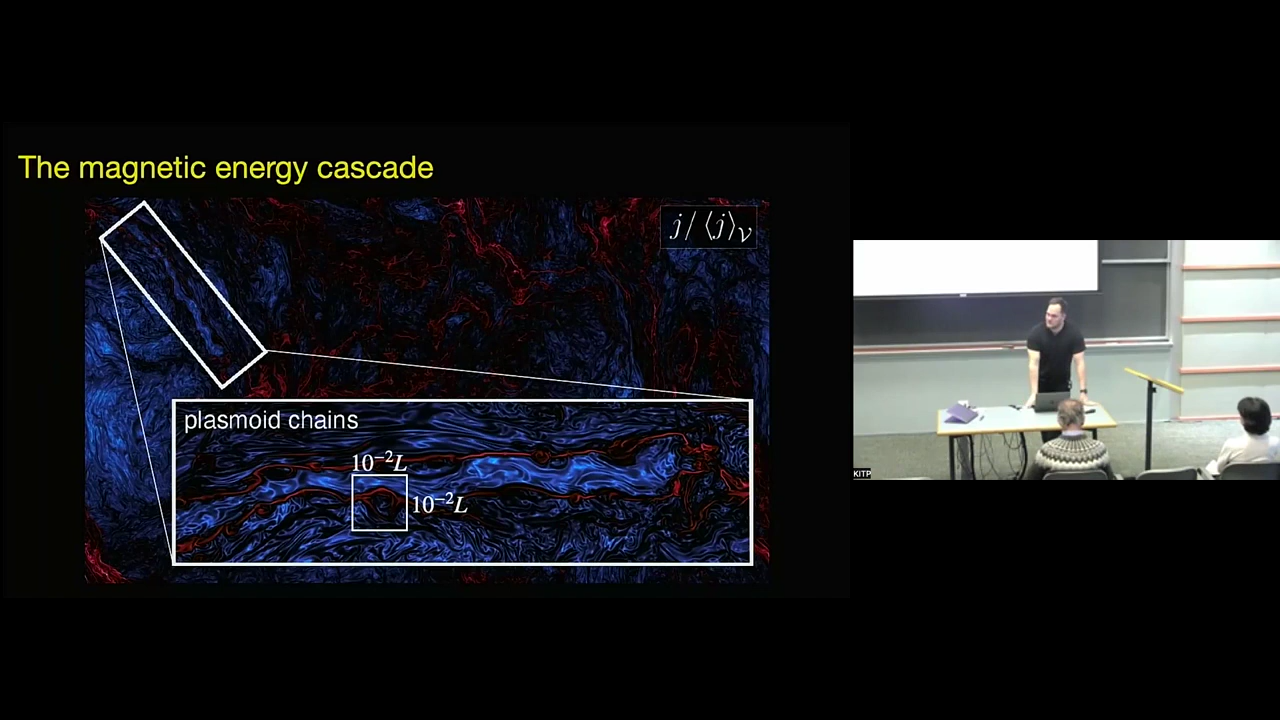 The magnetic energy cascade
j / ⟨j⟩𝒱
plasmoid chains
10⁻²L
10⁻²L
KITP